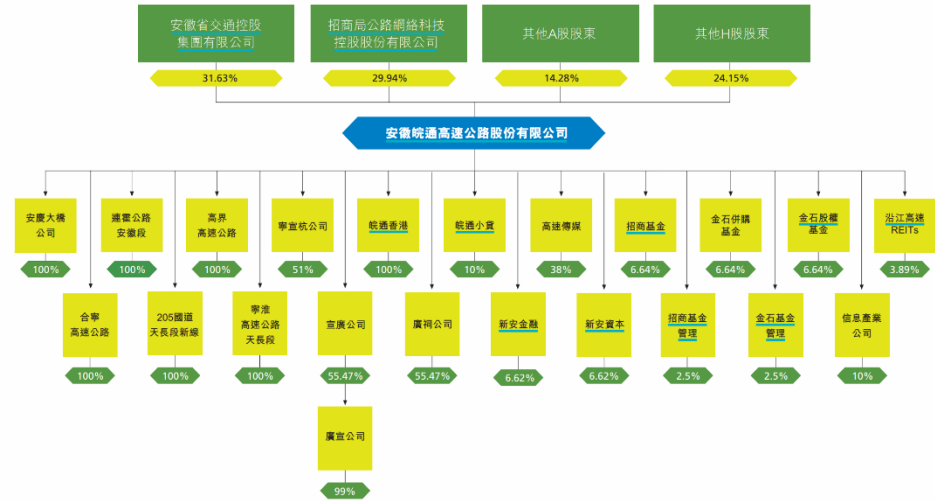 安徽省交通控股
集團有限公司
招商局公路網絡科技
控股股份有限公司
其他A股股東
其他H股股東
31.63%
29.94%
14.28%
24.15%
安徽皖通高速公路股份有限公司
安慶大橋
公司
連霍公路
安徽段
高界
高速公路
寧宣杭公司
皖通香港
皖通小貸
高速傳媒
招商基金
金石併購
基金
金石股權
基金
沿江高速
REITs
100%
100%
100%
51%
100%
10%
38%
6.64%
6.64%
6.64%
3.89%
合寧
高速公路
205國道
天長段新線
寧淮
高速公路
天長段
宣廣公司
廣祠公司
新安金融
新安資本
招商基金
管理
金石基金
管理
信息產業
公司
100%
100%
100%
55.47%
55.47%
6.62%
6.62%
2.5%
2.5%
10%
廣宣公司
99%